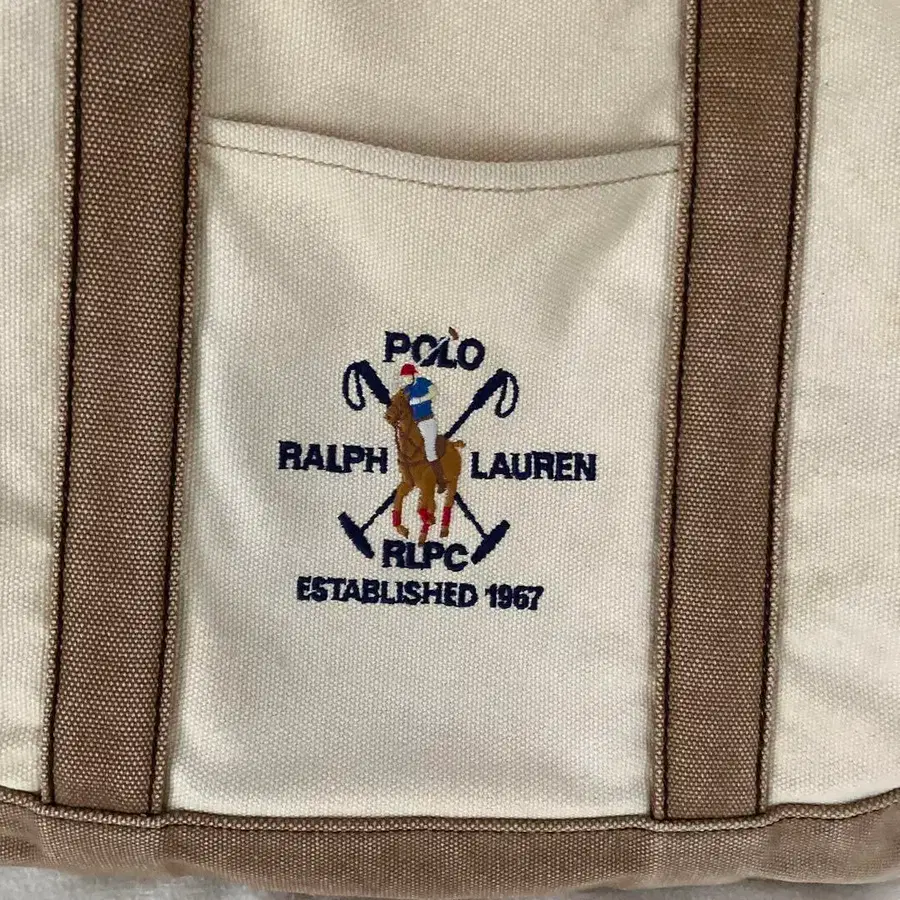 POLO
RALPH LAUREN
RLPC
ESTABLISHED 1967